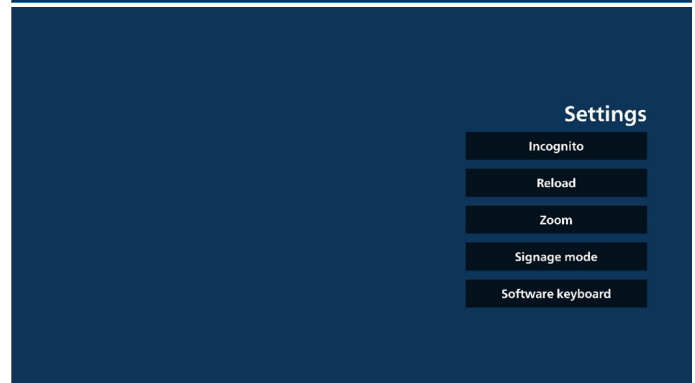 Settings
Incognito
Reload
Zoom
Signage mode
Software keyboard